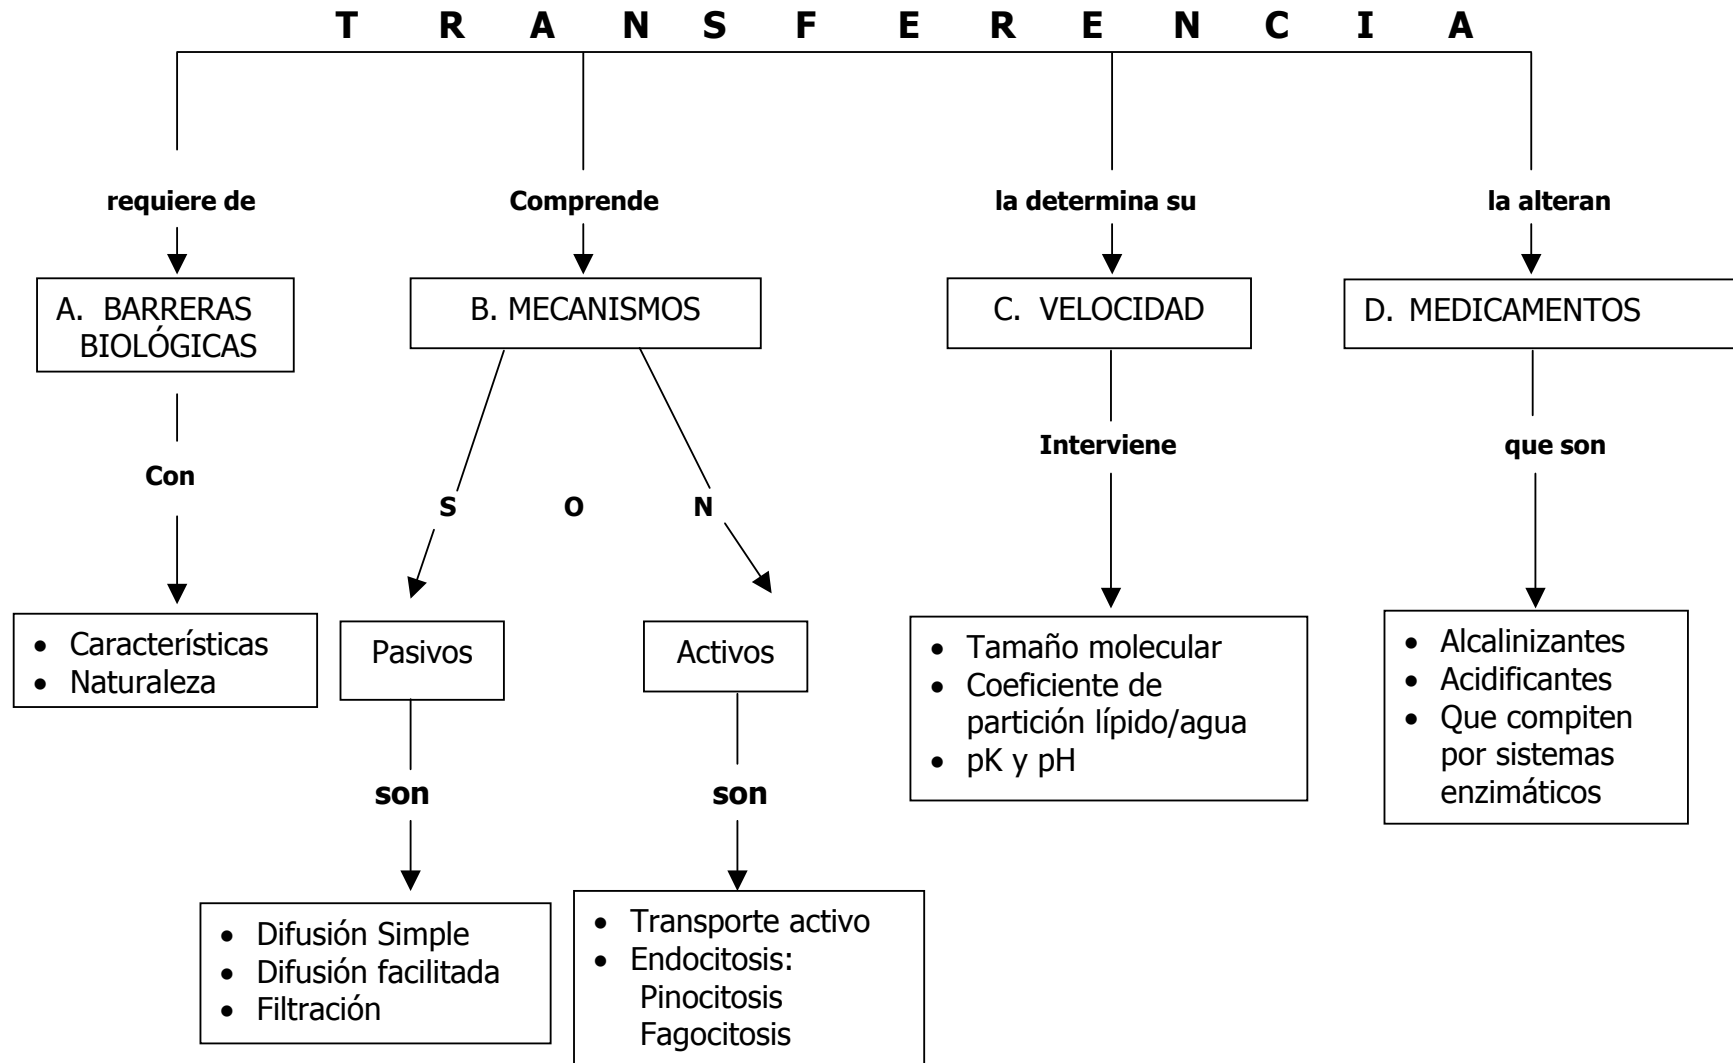 T R A N S F E R E N C I A
requiere de
Comprende
la determina su
la alteran
A. BARRERAS
BIOLÓGICAS
B. MECANISMOS
C. VELOCIDAD
D. MEDICAMENTOS
Con
S O N
Interviene
que son
• Características
• Naturaleza
Pasivos
Activos
• Tamaño molecular
• Coeficiente de
partición lípido/agua
• pK y pH
• Alcalinizantes
• Acidificantes
• Que compiten
por sistemas
enzimáticos
son
son
• Difusión Simple
• Difusión facilitada
• Filtración
• Transporte activo
• Endocitosis:
Pinocitosis
Fagocitosis